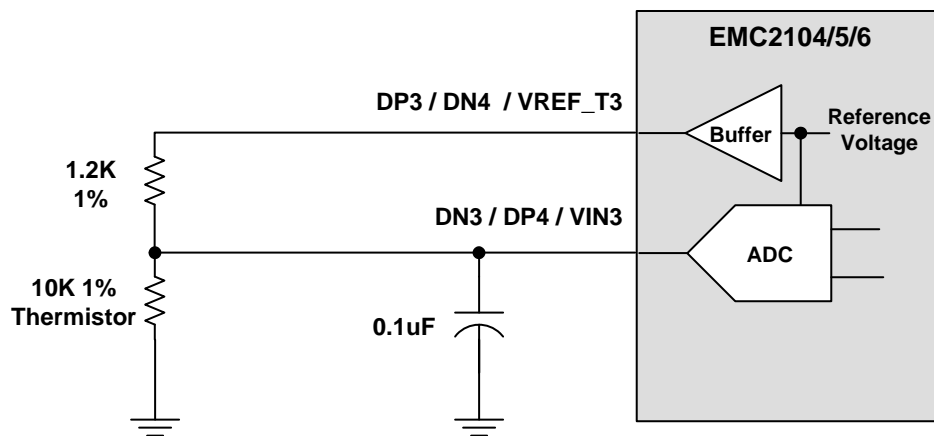 EMC2104/5/6
DP3 / DN4 / VREF_T3
Buffer
Reference
Voltage
1.2K
1%
DN3 / DP4 / VIN3
ADC
10K 1%
Thermistor
0.1uF